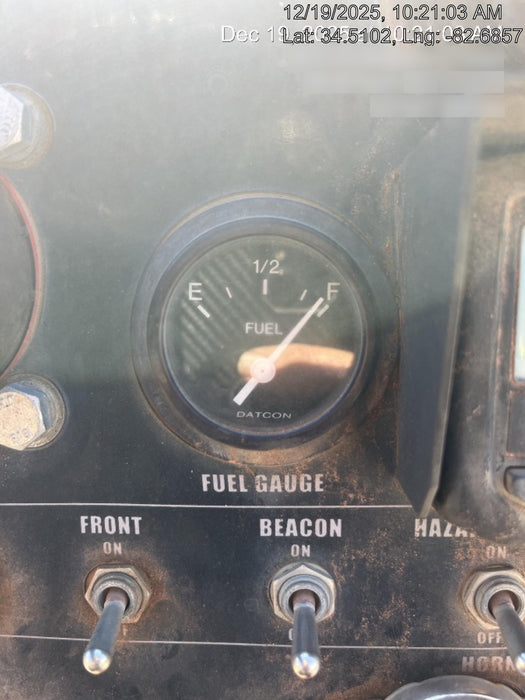 12/19/2025, 10:21:03 AM
Lat: 34.5102, Lng: -82.6857
1/2
E F
FUEL
DATCON
FUEL GAUGE
FRONT BEACON
ON ON ON
OFF
HORN